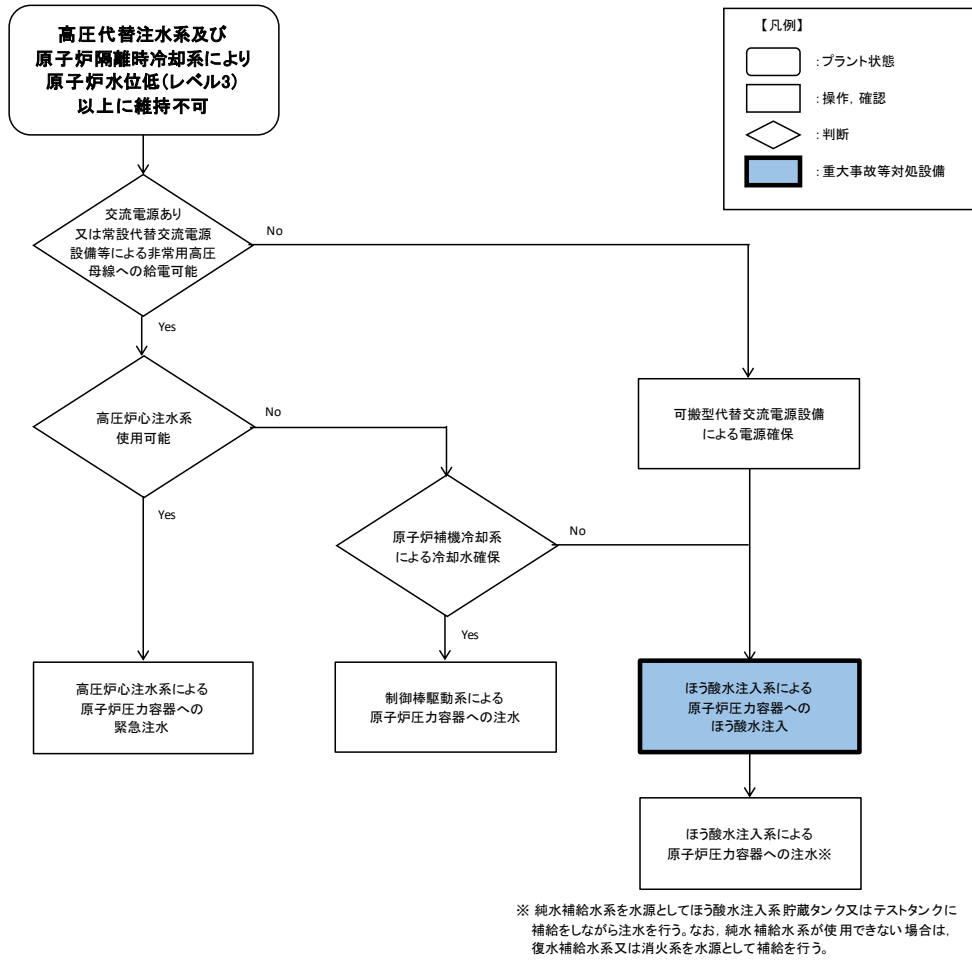 高圧代替注水系及び
原子炉隔離時冷却系により
原子炉水位低(レベル3)
以上に維持不可
【凡例】
:プラント状態
:操作, 確認
:判断
:重大事故等対処設備
交流電源あり
又は常設代替交流電源
設備等による非常用高圧
母線への給電可能
No
Yes
高圧炉心注水系
使用可能
No
Yes
可搬型代替交流電源設備
による電源確保
原子炉補機冷却系
による冷却水確保
No
Yes
高圧炉心注水系による
原子炉圧力容器への
緊急注水
制御棒駆動系による
原子炉圧力容器への注水
ほう酸水注入系による
原子炉圧力容器への
ほう酸水注入
ほう酸水注入系による
原子炉圧力容器への注水※
※ 純水補給水系を水源としてほう酸水注入系貯蔵タンク又はテストタンクに
補給をしながら注水を行う。なお, 純水補給水系が使用できない場合は,
復水補給水系又は消火系を水源として補給を行う。